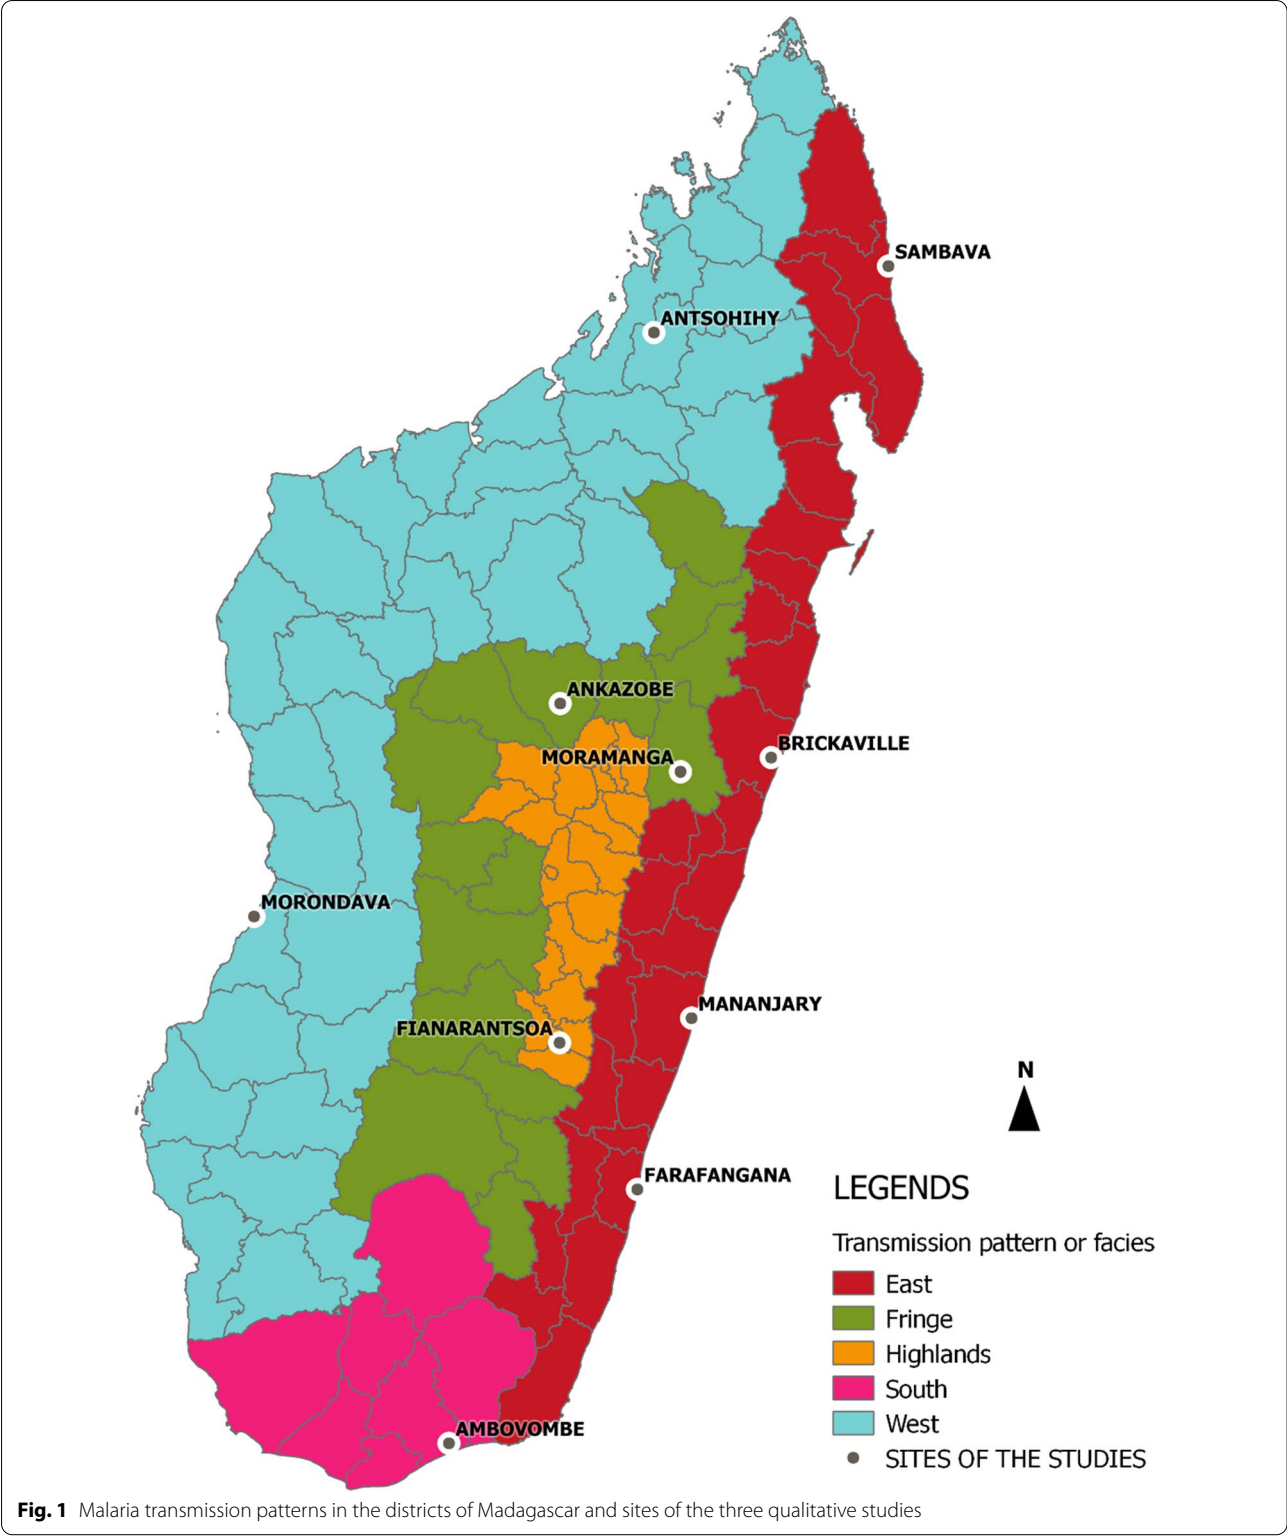 SAMBAVA
ANTSOHIHY
ANKAZOBE
BRICKAVILLE
MORAMANGA
MORONDAVA
MANANJARY
FIANARANTSOA
N
FARAFANGANA
LEGENDS
Transmission pattern or facies
East
Fringe
Highlands
South
West
AMBOVOMBE
SITES OF THE STUDIES
Fig. 1 Malaria transmission patterns in the districts of Madagascar and sites of the three qualitative studies